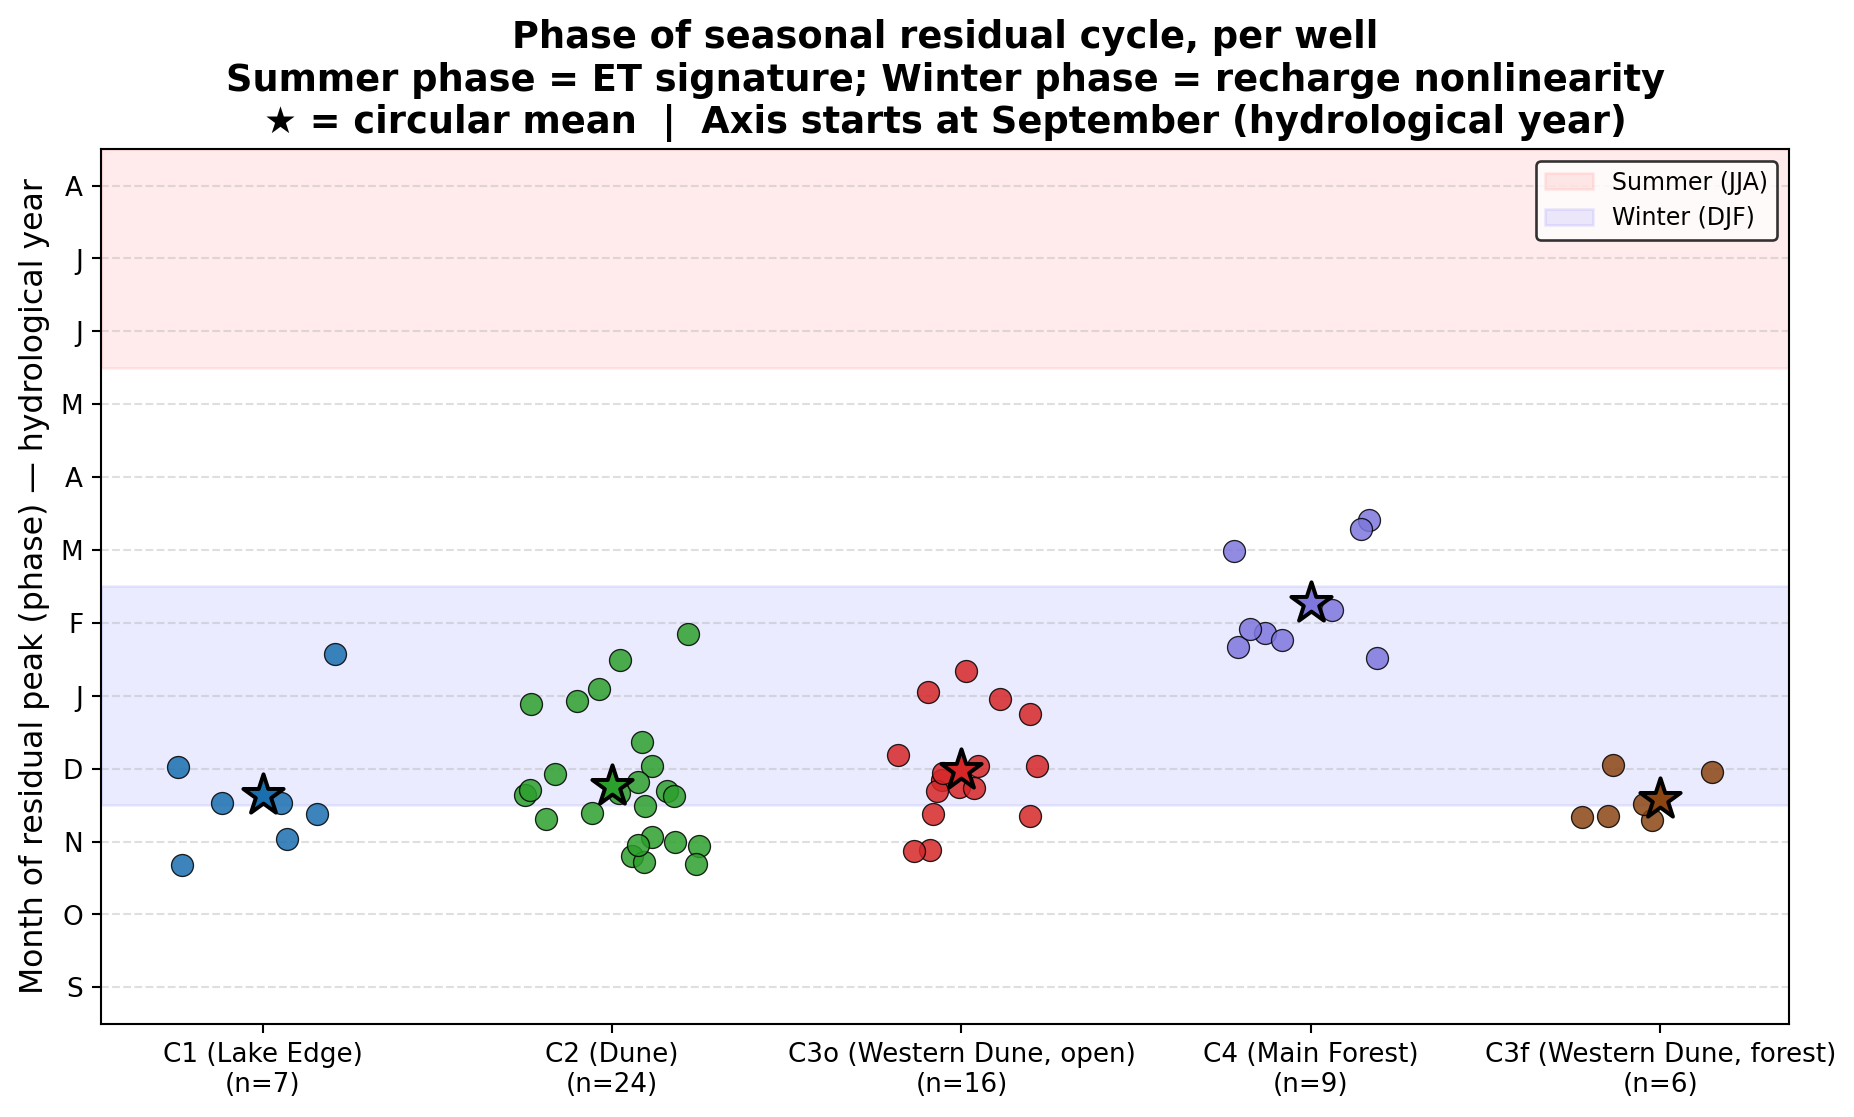 Phase of seasonal residual cycle, per well
Summer phase = ET signature; Winter phase = recharge nonlinearity
★ = circular mean | Axis starts at September (hydrological year)
Month of residual peak (phase) — hydrological year
A
J
J
M
A
M
F
J
D
N
O
S
Summer (JJA)
Winter (DJF)
C1 (Lake Edge)
(n=7)
C2 (Dune)
(n=24)
C3o (Western Dune, open)
(n=16)
C4 (Main Forest)
(n=9)
C3f (Western Dune, forest)
(n=6)